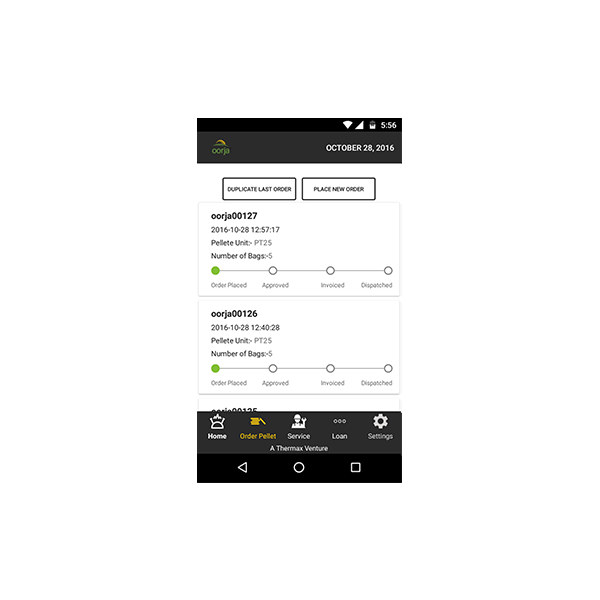 5:56
oorja
OCTOBER 28, 2016
DUPLICATE LAST ORDER PLACE NEW ORDER
oorja00127
2016-10-28 12:57:17
Pellete Unit:- PT25
Number of Bags:-5
Order Placed Approved Invoiced Dispatched
oorja00126
2016-10-28 12:40:28
Pellete Unit:- PT25
Number of Bags:-5
Order Placed Approved Invoiced Dispatched
oorja00125
Home Order Pellet Service Loan Settings
A Thermax Venture